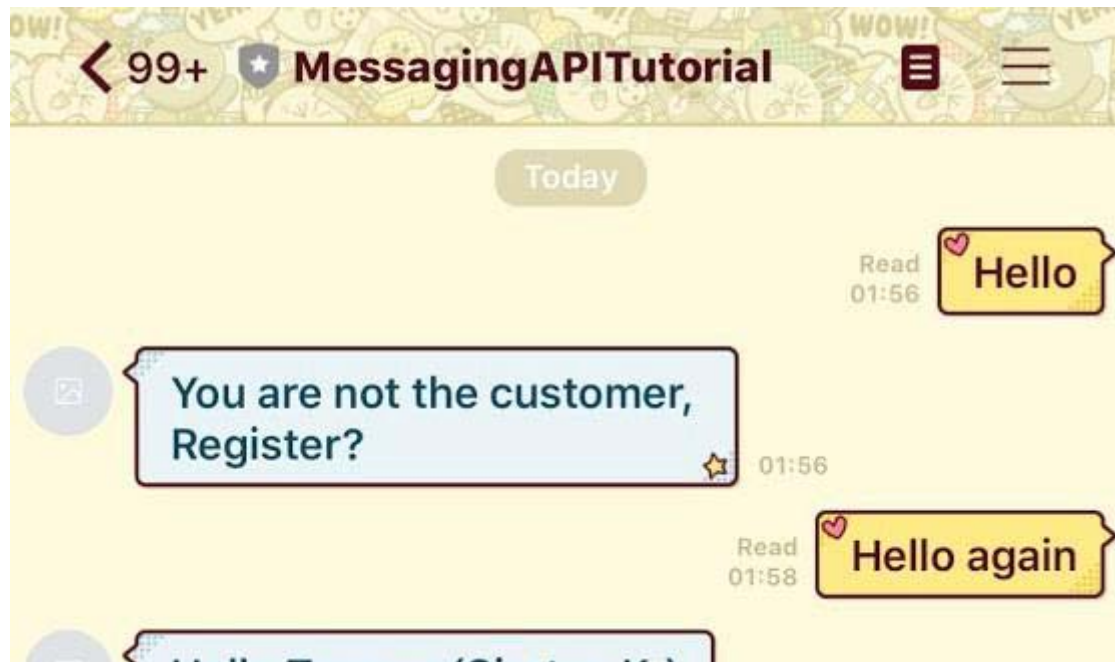 99+ MessagingAPITutorial
Today
Hello
Read
01:56
You are not the customer,
Register?
01:56
Hello again
Read
01:58